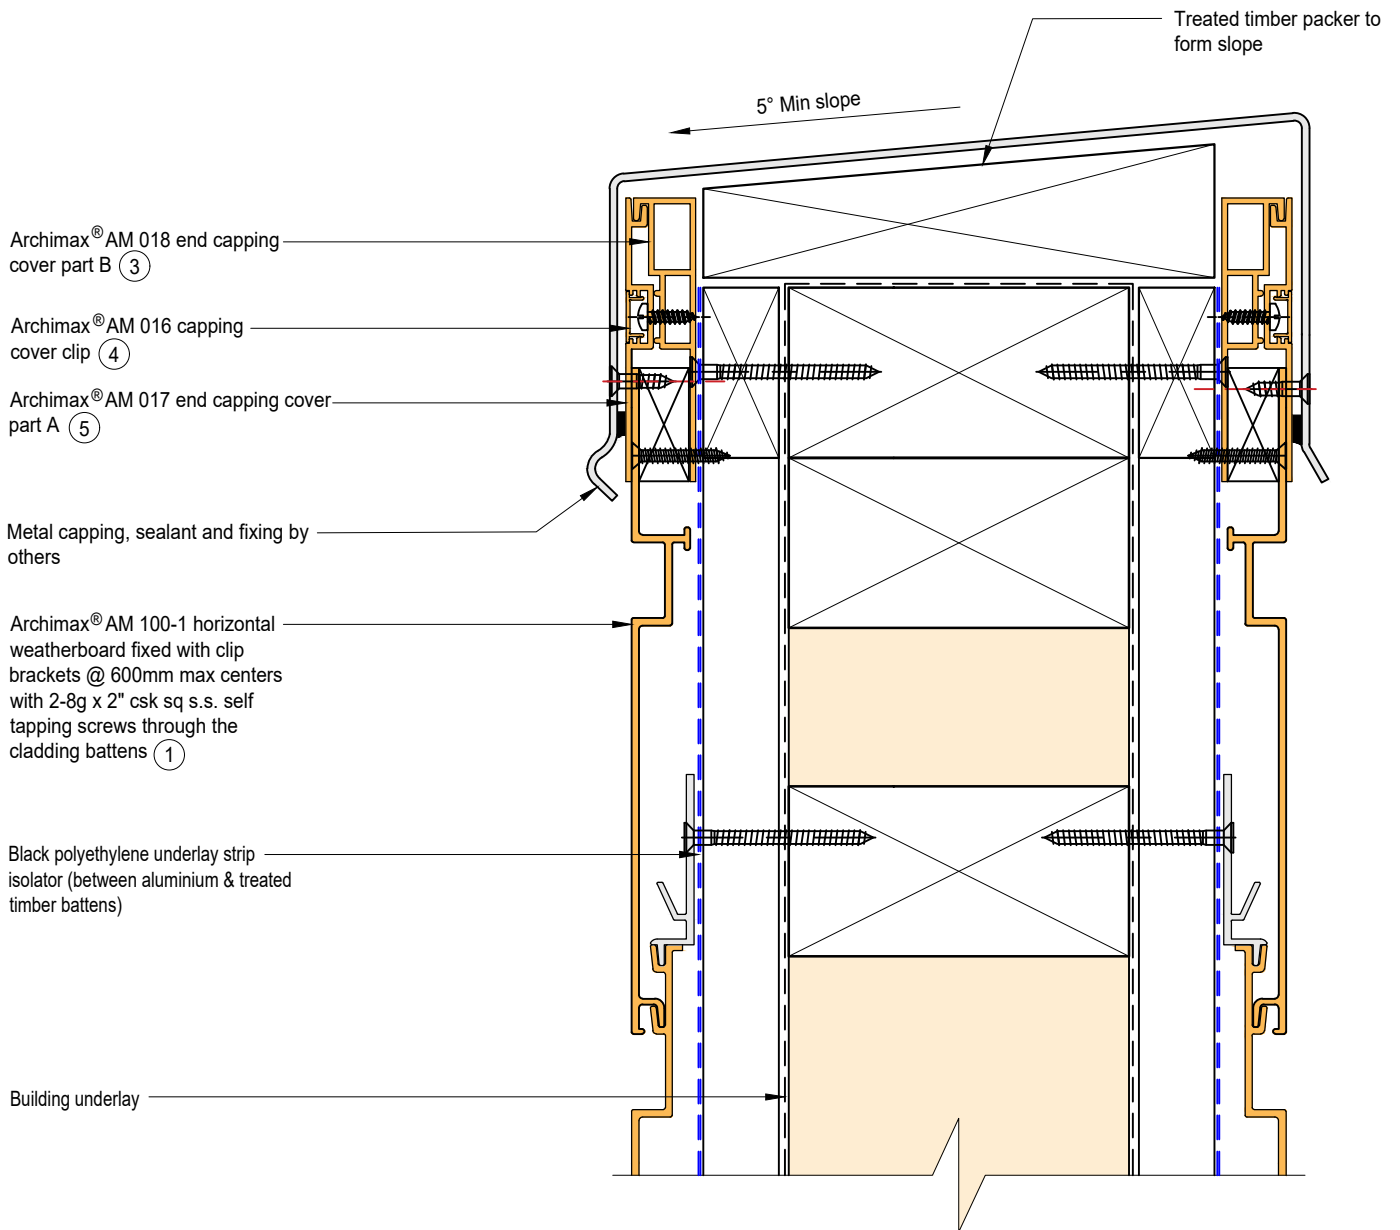 Treated timber packer to
form slope
5° Min slope
Archimax® AM 018 end capping
cover part B 3
Archimax® AM 016 capping
cover clip 4
Archimax® AM 017 end capping cover
part A 5
Metal capping, sealant and fixing by
others
Archimax® AM 100-1 horizontal
weatherboard fixed with clip
brackets @ 600mm max centers
with 2-8g x 2" csk sq s.s. self
tapping screws through the
cladding battens 1
Black polyethylene underlay strip
isolator (between aluminium & treated
timber battens)
Building underlay